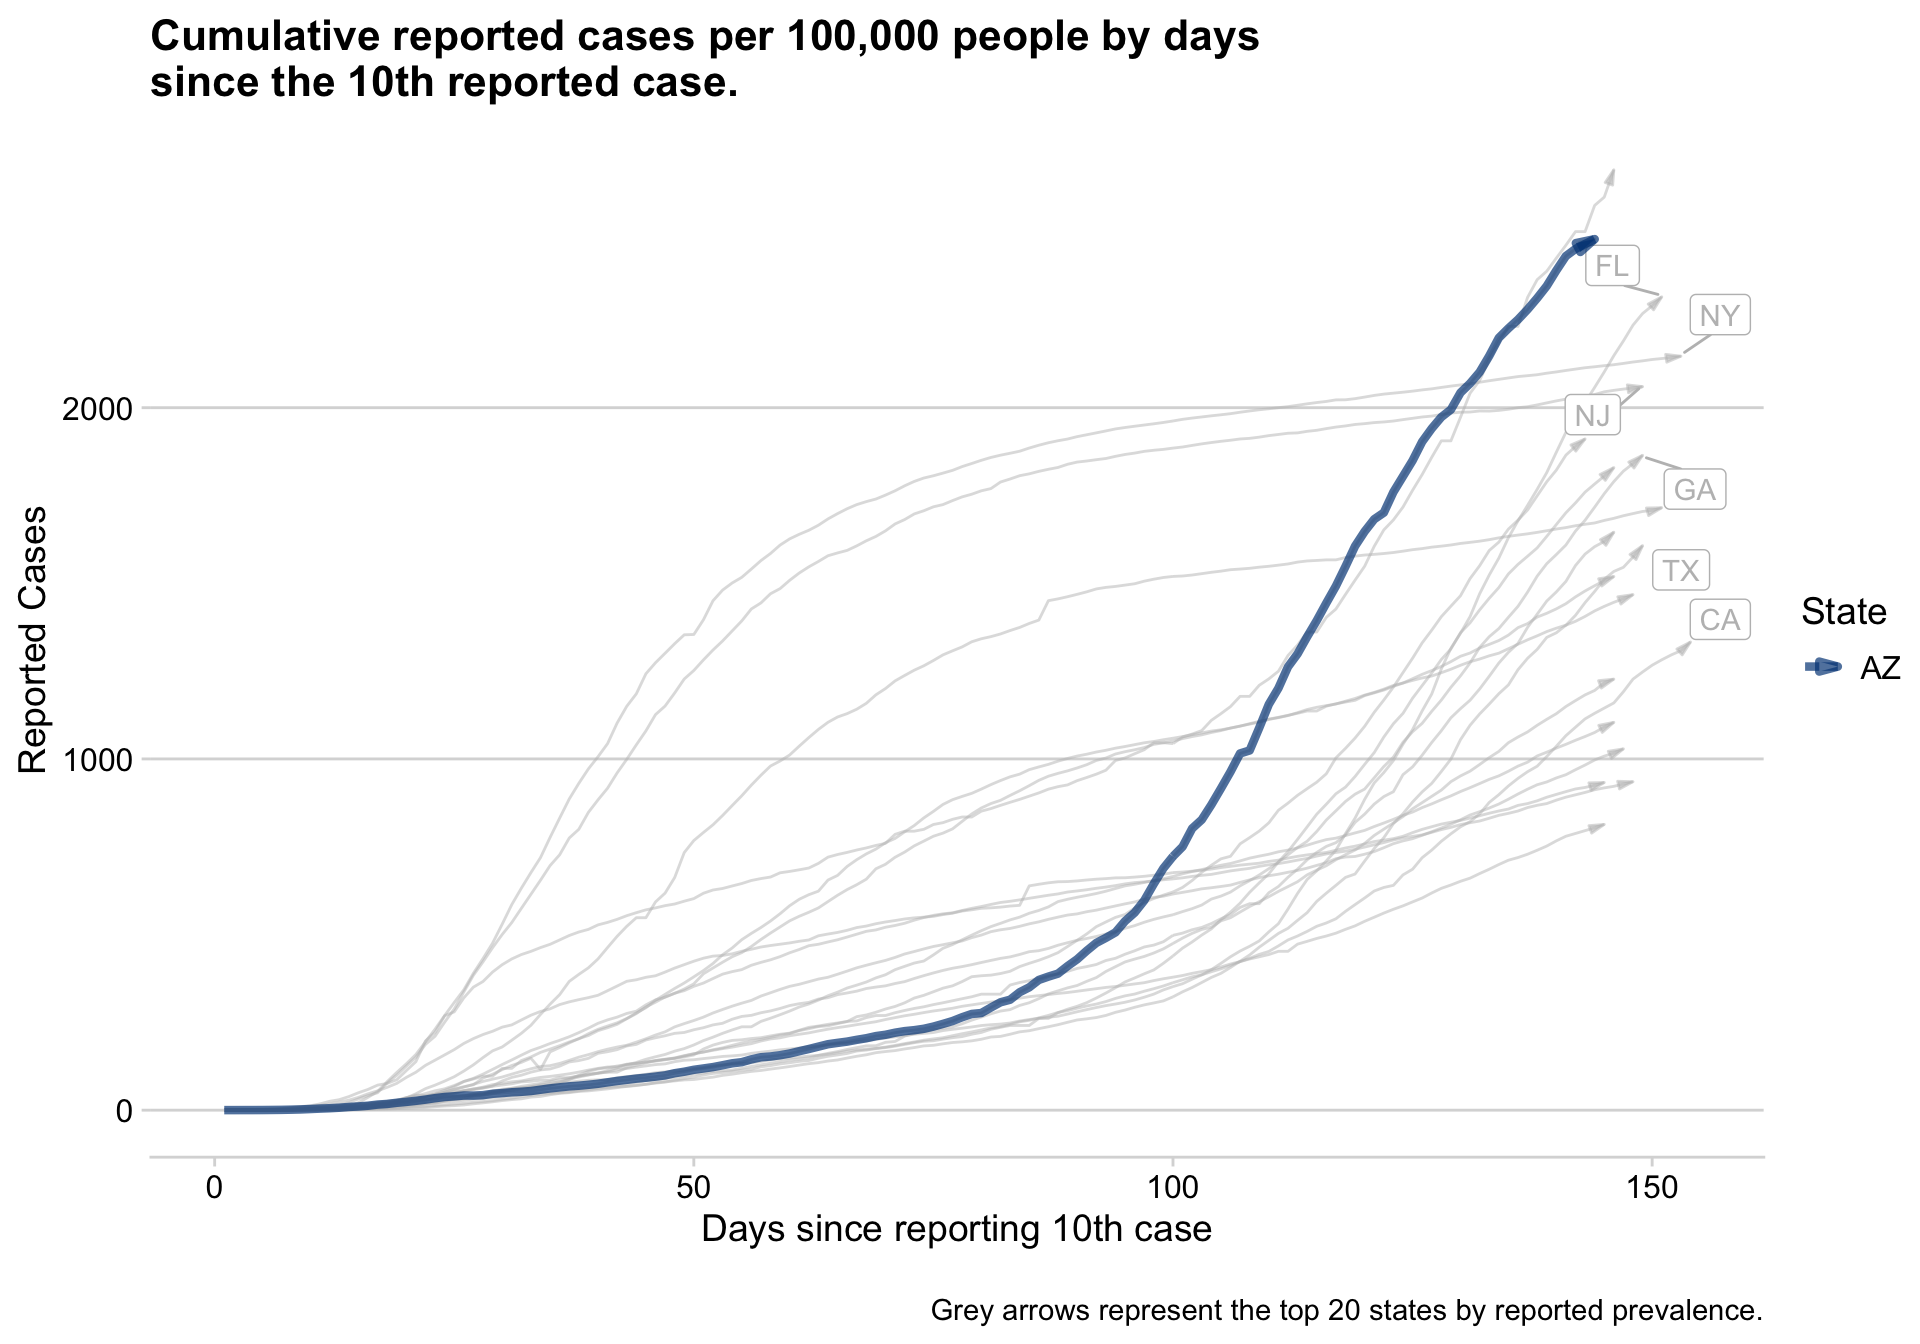 Cumulative reported cases per 100,000 people by days
since the 10th reported case.
Reported Cases
2000
1000
0
FL
NY
NJ
GA
TX
CA
State
AZ
0 50 100 150
Days since reporting 10th case
Grey arrows represent the top 20 states by reported prevalence.